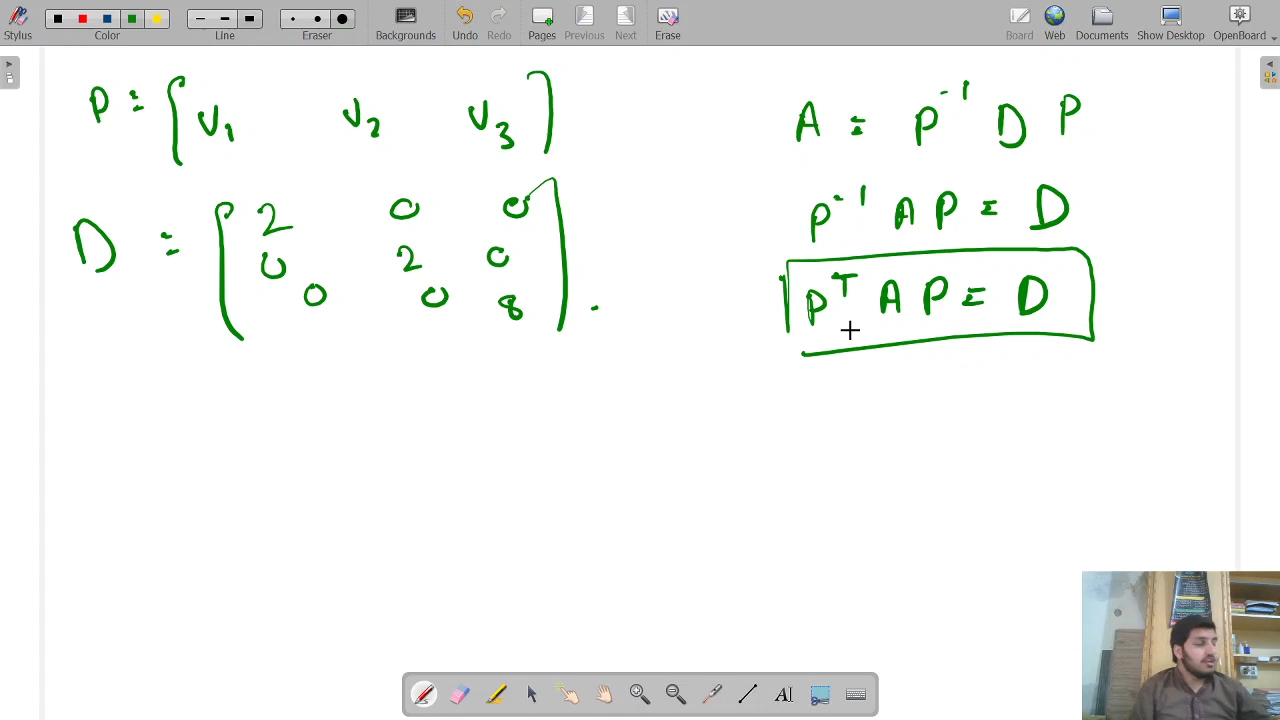 Stylus Color Line Eraser Backgrounds Undo Redo Pages Previous Next Erase Board Web Documents Show Desktop OpenBoard
P = [ V1 V2 V3 ]
D = [ 2 0 0
0 2 0
0 0 8 ] .
A = P^-1 D P
P^-1 A P = D
P^T A P = D